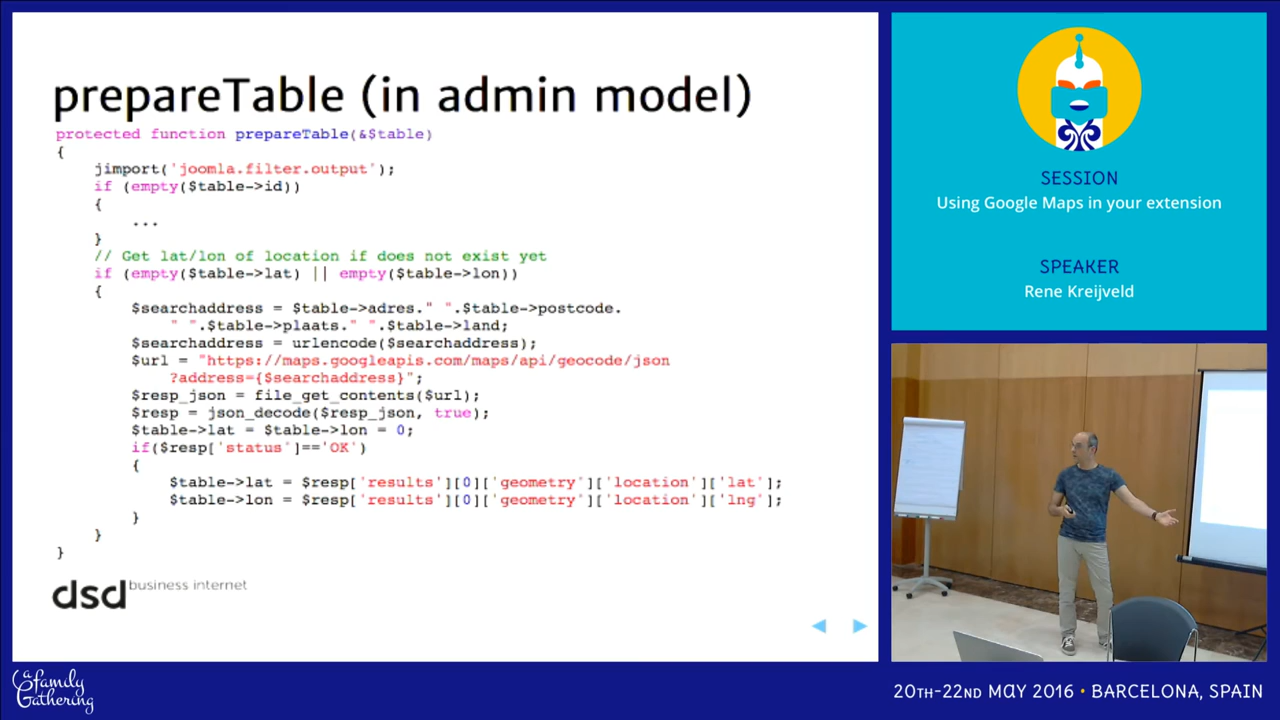 prepareTable (in admin model)
protected function prepareTable(&$table)
{
jimport('joomla.filter.output');
if (empty($table->id))
{
...
}
// Get lat/lon of location if does not exist yet
if (empty($table->lat) || empty($table->lon))
{
$searchaddress = $table->adres." ".$table->postcode.
" ".$table->plaats." ".$table->land;
$searchaddress = urlencode($searchaddress);
$url = "https://maps.googleapis.com/maps/api/geocode/json
?address={$searchaddress}";
$resp_json = file_get_contents($url);
$resp = json_decode($resp_json, true);
$table->lat = $table->lon = 0;
if($resp['status']=='OK')
{
$table->lat = $resp['results'][0]['geometry']['location']['lat'];
$table->lon = $resp['results'][0]['geometry']['location']['lng'];
}
}
}
dsd business internet
SESSION
Using Google Maps in your extension
SPEAKER
Rene Kreijveld
a family
Gathering
20TH-22ND MAY 2016 • BARCELONA, SPAIN